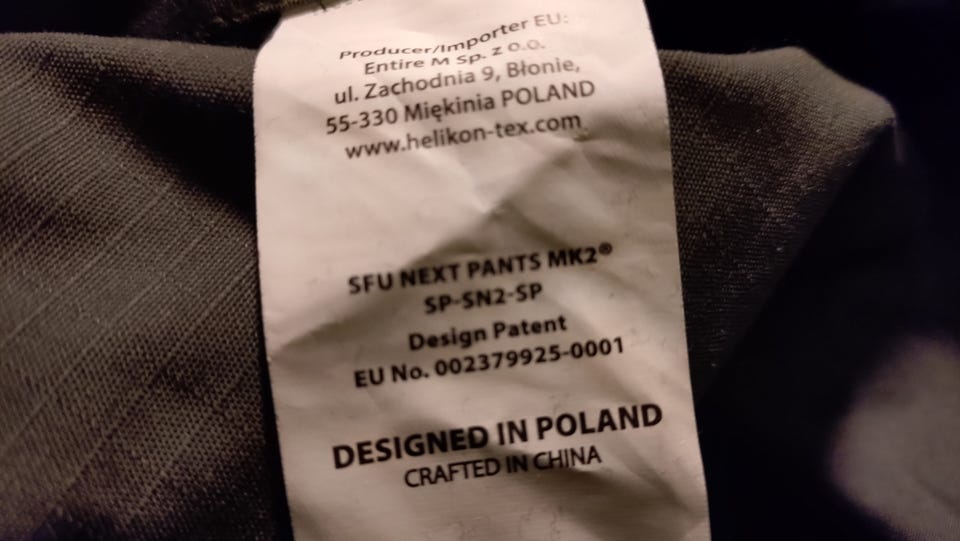 Producer/Importer EU:
Entire M Sp. z o.o.
ul. Zachodnia 9, Błonie,
55-330 Miękinia POLAND
www.helikon-tex.com
SFU NEXT PANTS MK2®
SP-SN2-SP
Design Patent
EU No. 002379925-0001
DESIGNED IN POLAND
CRAFTED IN CHINA